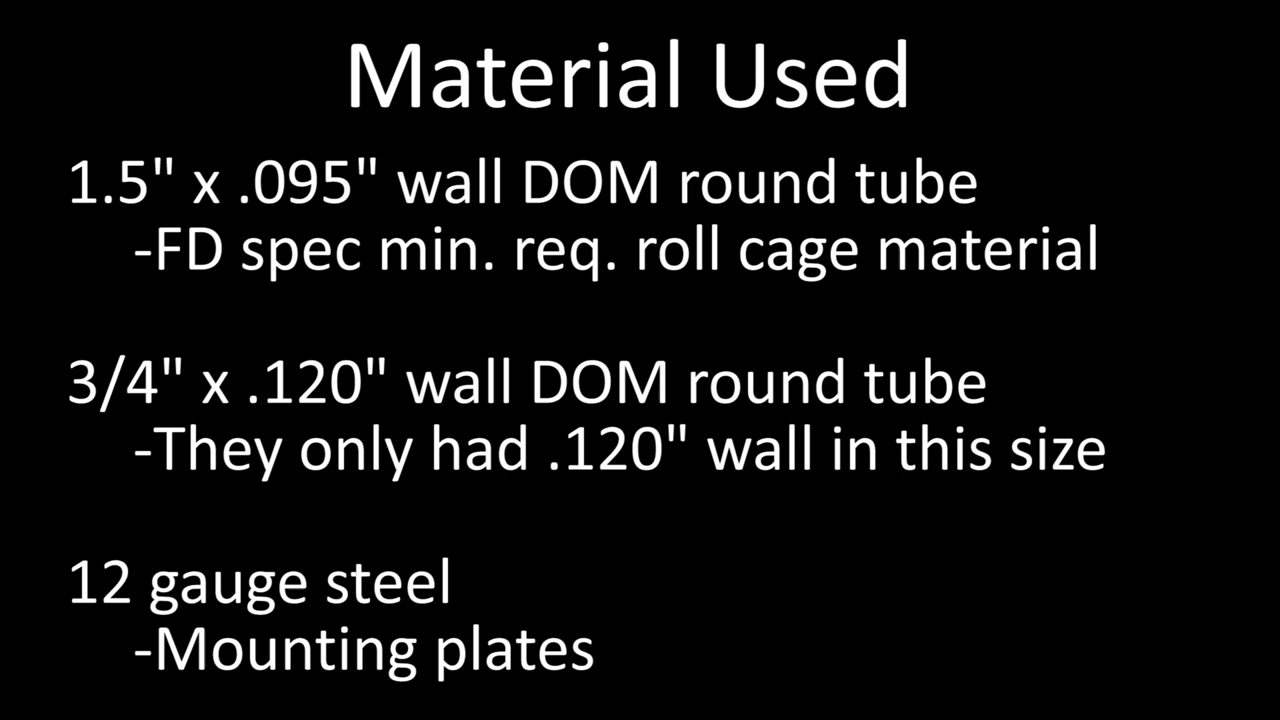 Material Used
1.5" x .095" wall DOM round tube
-FD spec min. req. roll cage material
3/4" x .120" wall DOM round tube
-They only had .120" wall in this size
12 gauge steel
-Mounting plates